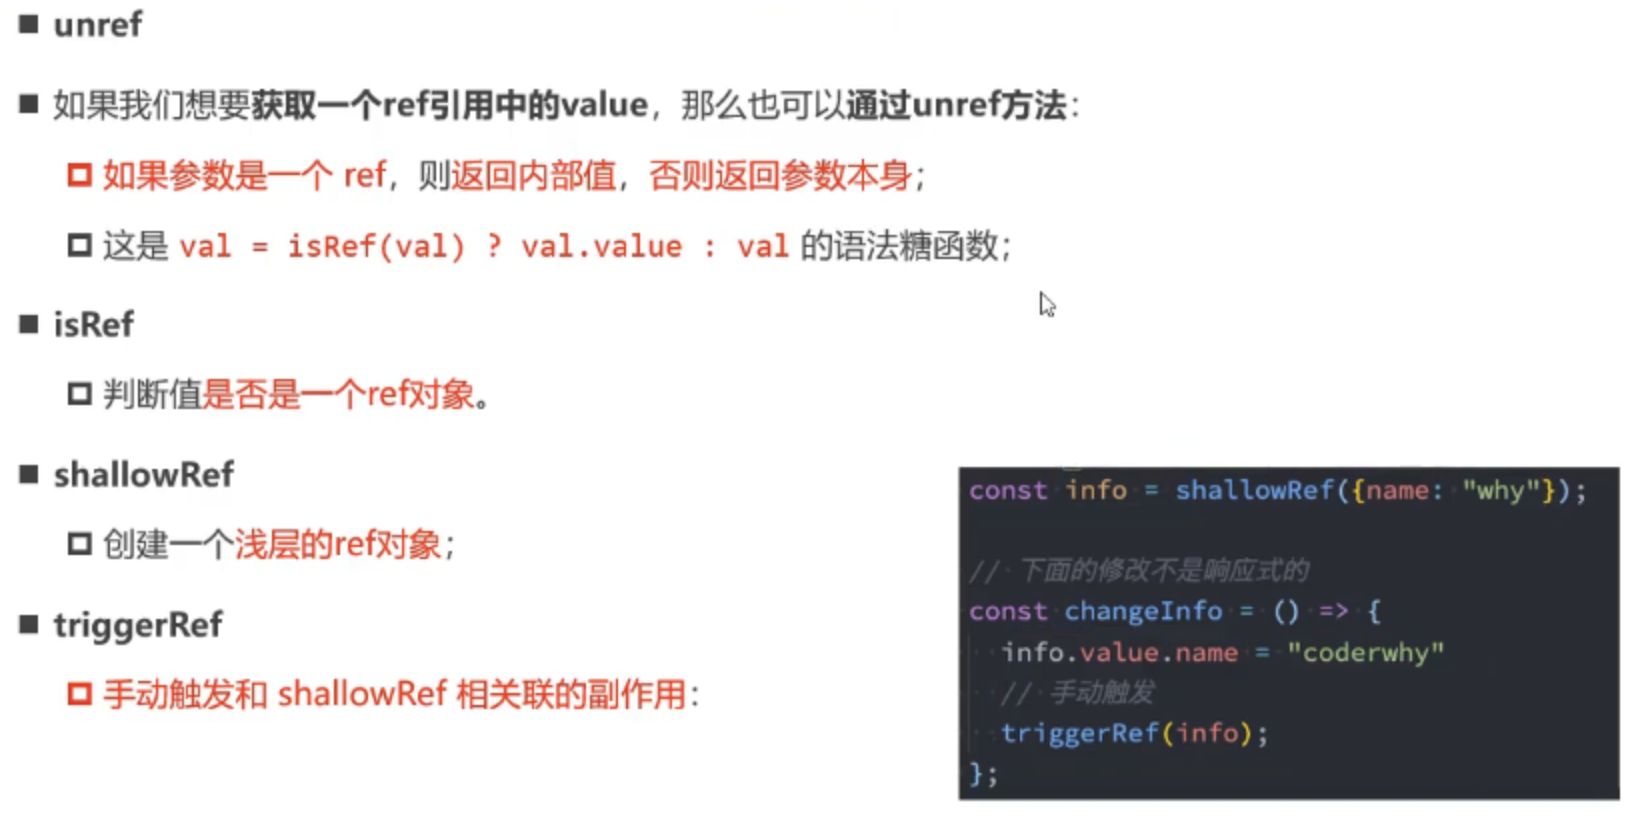 unref
如果我们想要获取一个ref引用中的value，那么也可以通过unref方法：
如果参数是一个 ref，则返回内部值，否则返回参数本身；
这是 val = isRef(val) ? val.value : val 的语法糖函数；
isRef
判断值是否是一个ref对象。
shallowRef
创建一个浅层的ref对象；
triggerRef
手动触发和 shallowRef 相关联的副作用：
const info = shallowRef({name: "why"});
// 下面的修改不是响应式的
const changeInfo = () => {
info.value.name = "coderwhy"
// 手动触发
triggerRef(info);
};